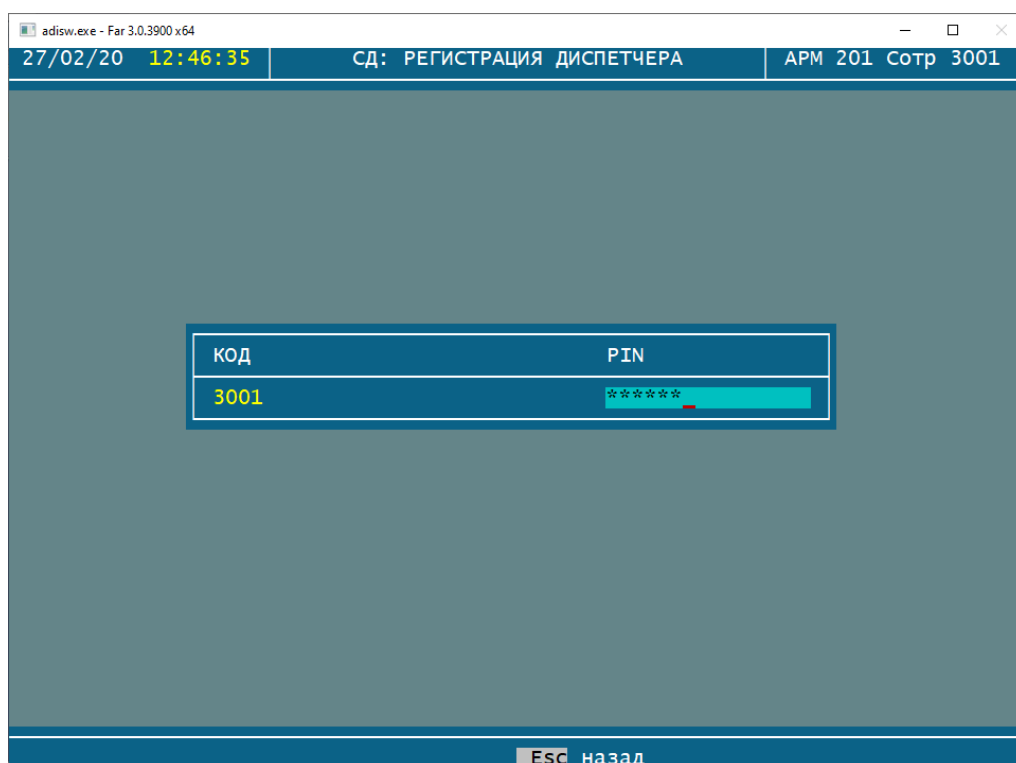 adisw.exe - Far 3.0.3900 x64
27/02/20 12:46:35 СД: РЕГИСТРАЦИЯ ДИСПЕТЧЕРА АРМ 201 Сотр 3001
КОД PIN
3001 ******_
Esc назад